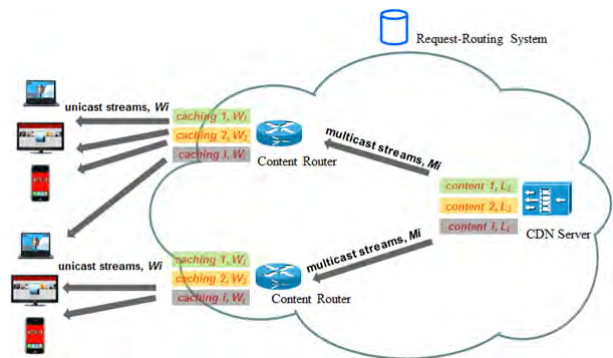 Request-Routing System
unicast streams, Wi
caching 1, W1
caching 2, W2
caching i, Wi
Content Router
multicast streams, Mi
content 1, L1
content 2, L2
content i, Li
CDN Server
unicast streams, Wi
caching 1, W1
caching 2, W2
caching i, Wi
Content Router
multicast streams, Mi